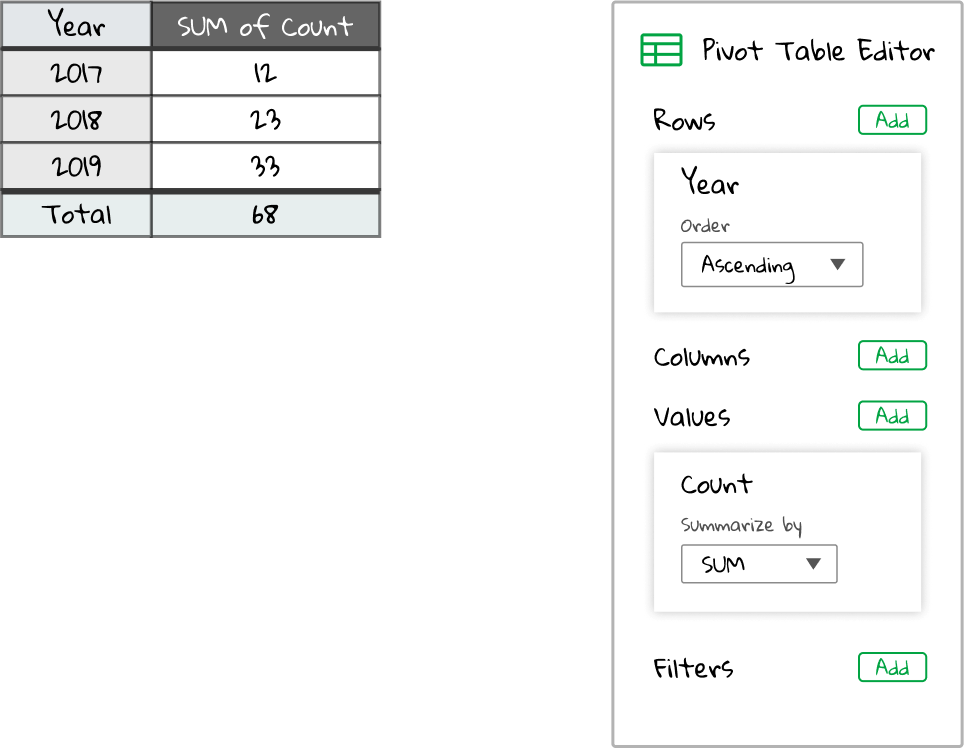 Year SUM of Count
2017 12
2018 23
2019 33
Total 68
Pivot Table Editor
Rows Add
Year
Order
Ascending
Columns Add
Values Add
Count
Summarize by
SUM
Filters Add